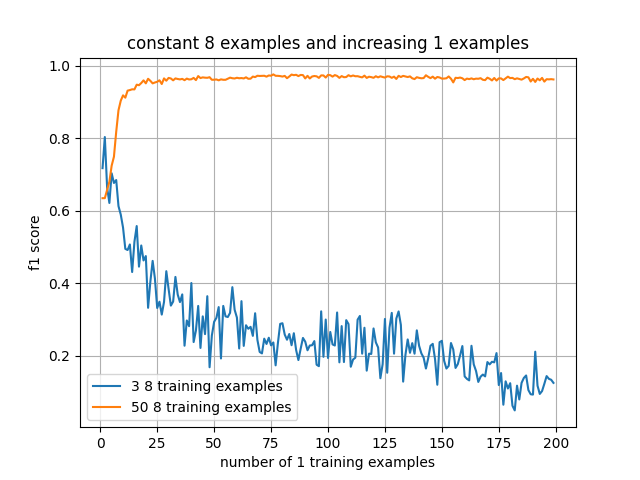 constant 8 examples and increasing 1 examples
f1 score
1.0
0.8
0.6
0.4
0.2
3 8 training examples
50 8 training examples
0 25 50 75 100 125 150 175 200
number of 1 training examples